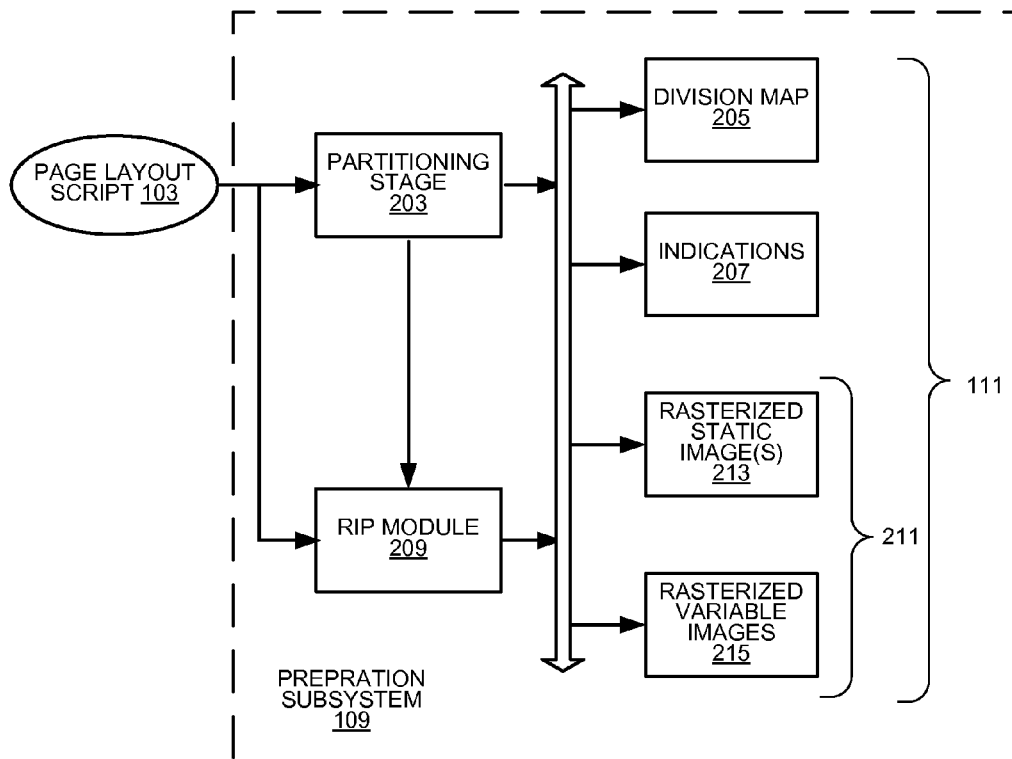 PAGE LAYOUT
SCRIPT 103
PARTITIONING
STAGE
203
RIP MODULE
209
PREPRATION
SUBSYSTEM
109
DIVISION MAP
205
INDICATIONS
207
RASTERIZED
STATIC
IMAGE(S)
213
RASTERIZED
VARIABLE
IMAGES
215
211
111